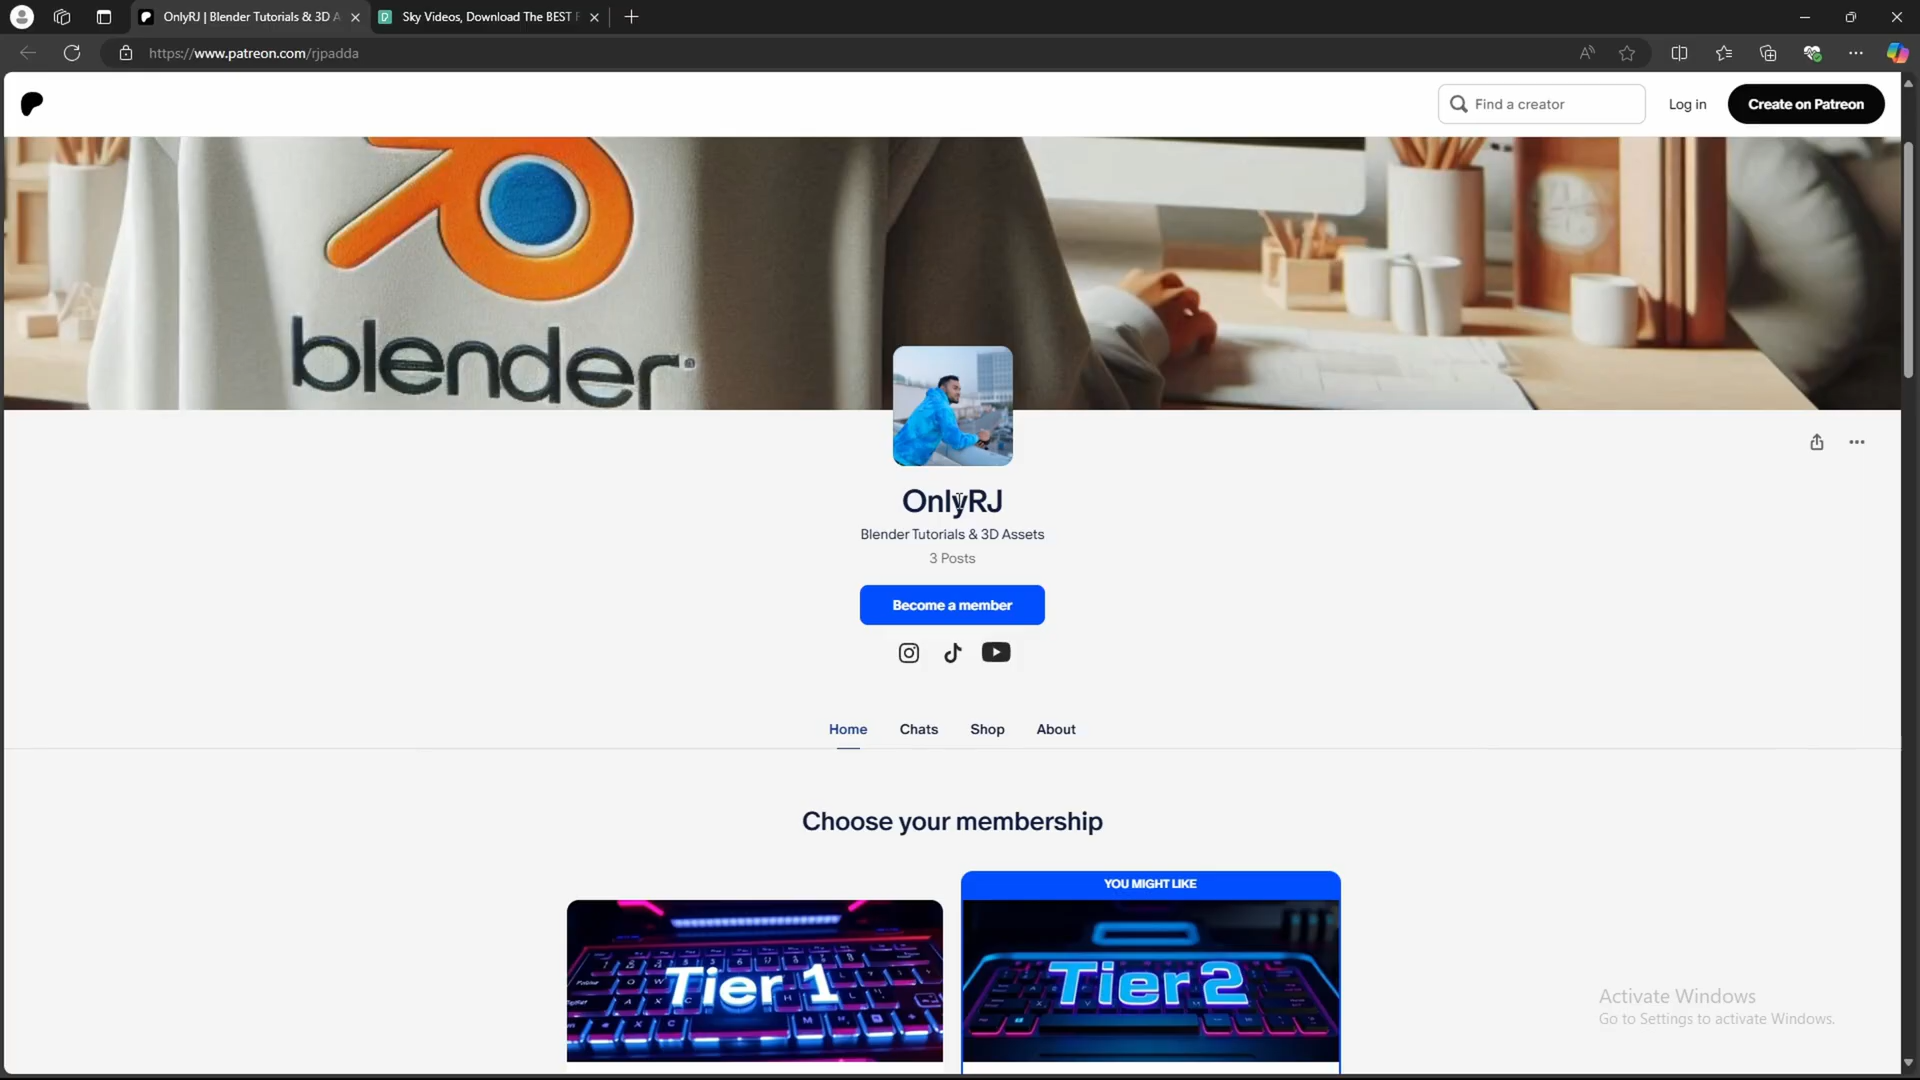 OnlyRJ | Blender Tutorials & 3D A
Sky Videos, Download The BEST F
https://www.patreon.com/rjpadda
Find a creator
Log in
Create on Patreon
blender
OnlyRJ
Blender Tutorials & 3D Assets
3 Posts
Become a member
Home
Chats
Shop
About
Choose your membership
YOU MIGHT LIKE
Tier 1
Tier 2
Activate Windows
Go to Settings to activate Windows.